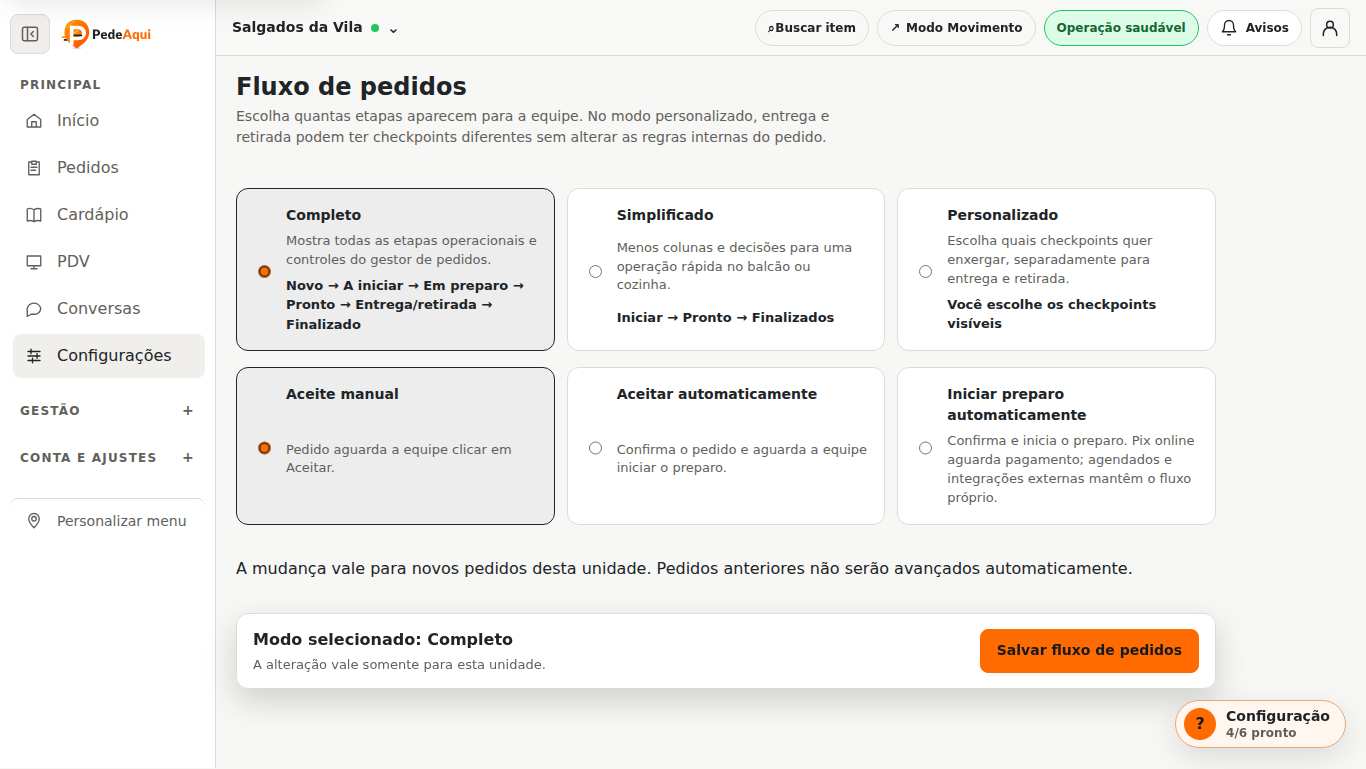 PedeAqui
PRINCIPAL
Início
Pedidos
Cardápio
PDV
Conversas
Configurações
GESTÃO +
CONTA E AJUSTES +
Personalizar menu
Salgados da Vila
Buscar item
↗ Modo Movimento
Operação saudável
Avisos
Fluxo de pedidos
Escolha quantas etapas aparecem para a equipe. No modo personalizado, entrega e
retirada podem ter checkpoints diferentes sem alterar as regras internas do pedido.
Completo
Mostra todas as etapas operacionais e
controles do gestor de pedidos.
Novo → A iniciar → Em preparo →
Pronto → Entrega/retirada →
Finalizado
Simplificado
Menos colunas e decisões para uma
operação rápida no balcão ou
cozinha.
Iniciar → Pronto → Finalizados
Personalizado
Escolha quais checkpoints quer
enxergar, separadamente para
entrega e retirada.
Você escolhe os checkpoints
visíveis
Aceite manual
Pedido aguarda a equipe clicar em
Aceitar.
Aceitar automaticamente
Confirma o pedido e aguarda a equipe
iniciar o preparo.
Iniciar preparo
automaticamente
Confirma e inicia o preparo. Pix online
aguarda pagamento; agendados e
integrações externas mantêm o fluxo
próprio.
A mudança vale para novos pedidos desta unidade. Pedidos anteriores não serão avançados automaticamente.
Modo selecionado: Completo
A alteração vale somente para esta unidade.
Salvar fluxo de pedidos
?
Configuração
4/6 pronto